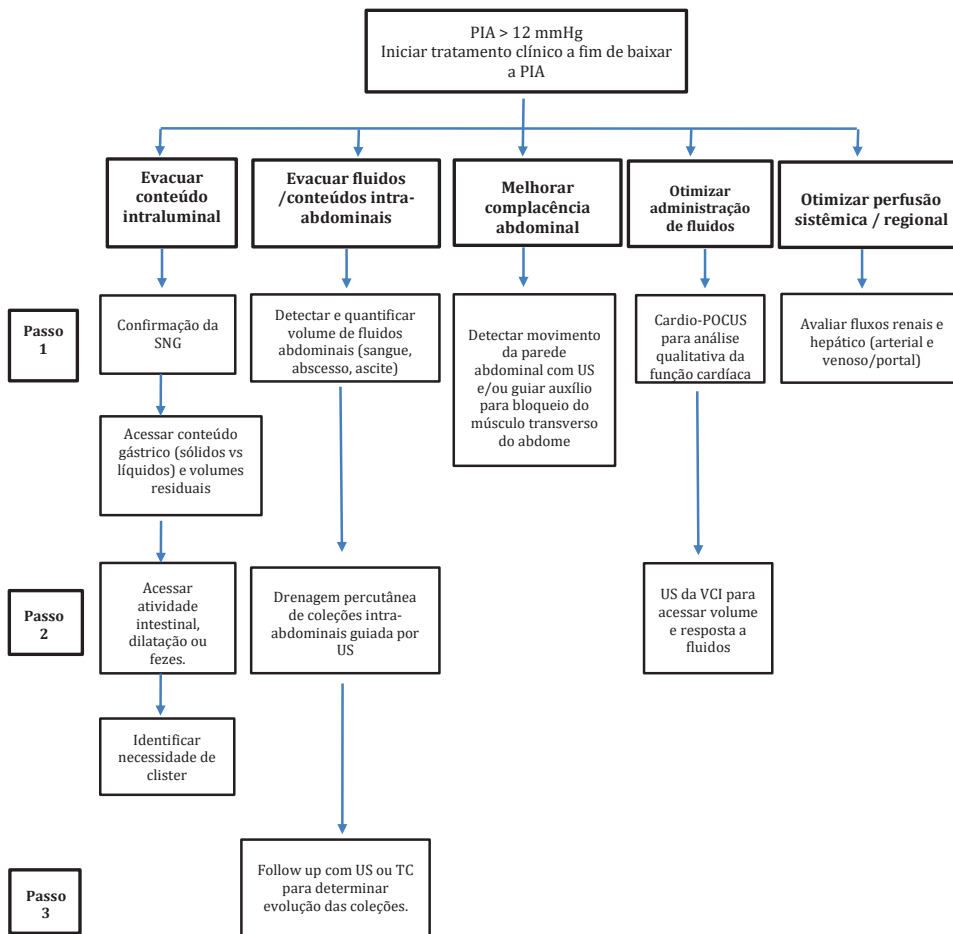 PIA > 12 mmHg
Iniciar tratamento clínico a fim de baixar
a PIA
Evacuar
conteúdo
intraluminal
Evacuar fluidos
/conteúdos intra-
abdominais
Melhorar
complacência
abdominal
Otimizar
administração
de fluidos
Otimizar perfusão
sistêmica / regional
Passo
1
Confirmação da
SNG
Detectar e quantificar
volume de fluidos
abdominais (sangue,
abscesso, ascite)
Detectar movimento
da parede
abdominal com US
e/ou guiar auxílio
para bloqueio do
músculo transverso
do abdome
Cardio-POCUS
para análise
qualitativa da
função cardíaca
Avaliar fluxos renais e
hepático (arterial e
venoso/portal)
Acessar conteúdo
gástrico (sólidos vs
líquidos) e volumes
residuais
Passo
2
Acessar
atividade
intestinal,
dilatação ou
fezes.
Drenagem percutânea
de coleções intra-
abdominais guiada por
US
US da VCI para
acessar volume
e resposta a
fluidos
Identificar
necessidade de
clister
Passo
3
Follow up com US ou TC
para determinar
evolução das coleções.